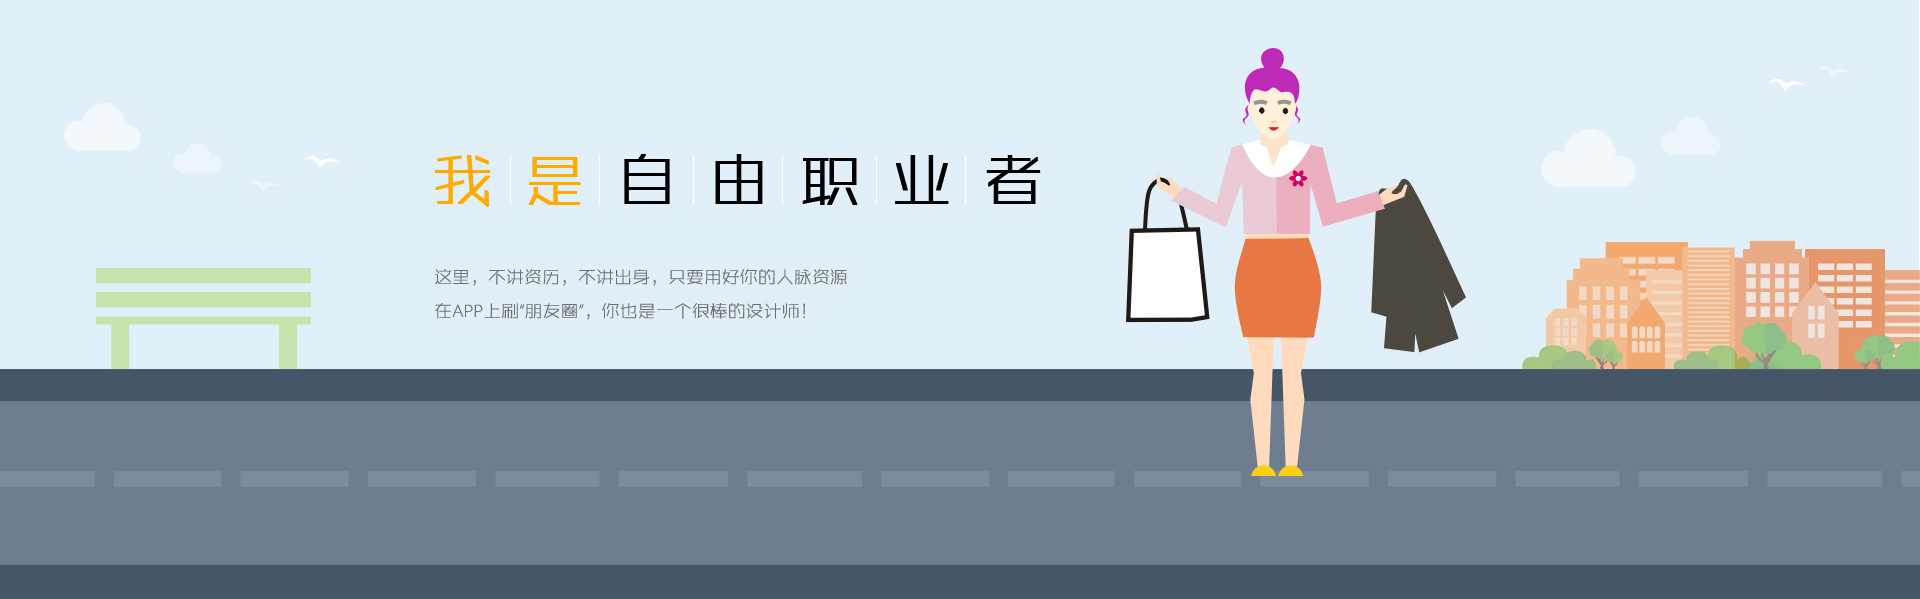 我是自由职业者
这里，不讲资历，不讲出身，只要用好你的人脉资源
在APP上刷“朋友圈”，你也是一个很棒的设计师！